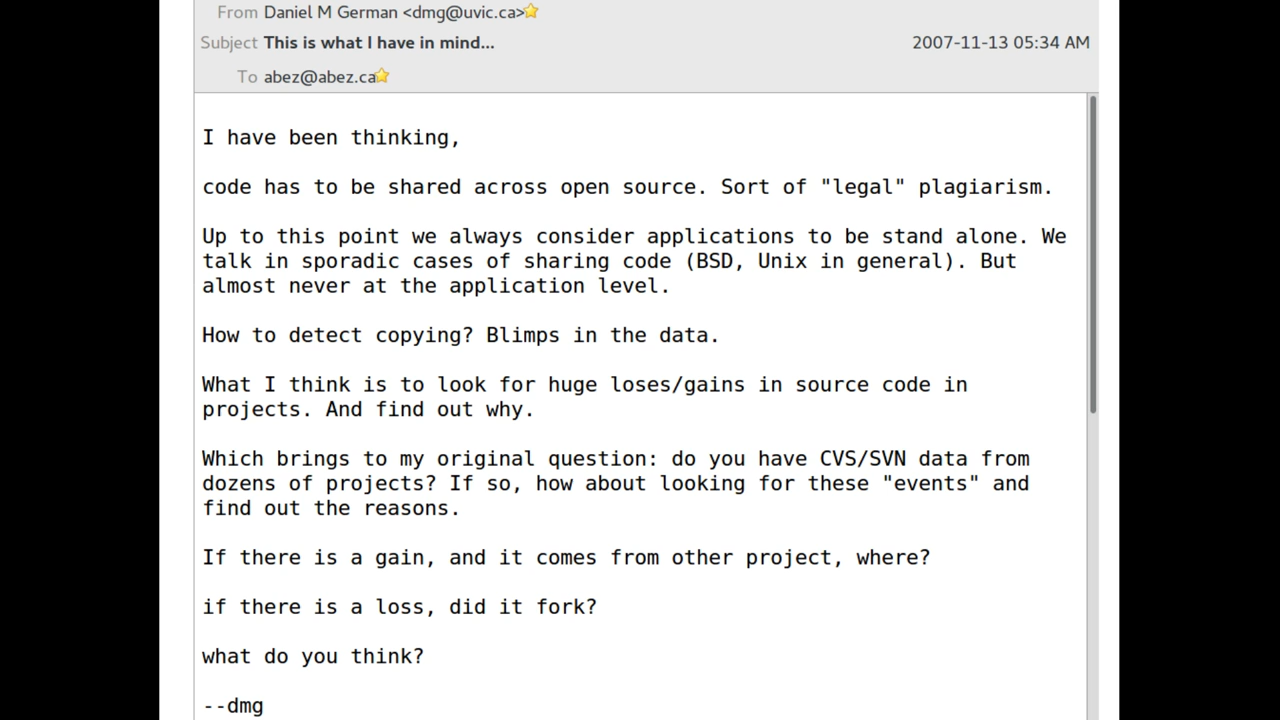 From Daniel M German <dmg@uvic.ca>
Subject This is what I have in mind... 2007-11-13 05:34 AM
To abez@abez.ca
I have been thinking,
code has to be shared across open source. Sort of "legal" plagiarism.
Up to this point we always consider applications to be stand alone. We
talk in sporadic cases of sharing code (BSD, Unix in general). But
almost never at the application level.
How to detect copying? Blimps in the data.
What I think is to look for huge loses/gains in source code in
projects. And find out why.
Which brings to my original question: do you have CVS/SVN data from
dozens of projects? If so, how about looking for these "events" and
find out the reasons.
If there is a gain, and it comes from other project, where?
if there is a loss, did it fork?
what do you think?
--dmg